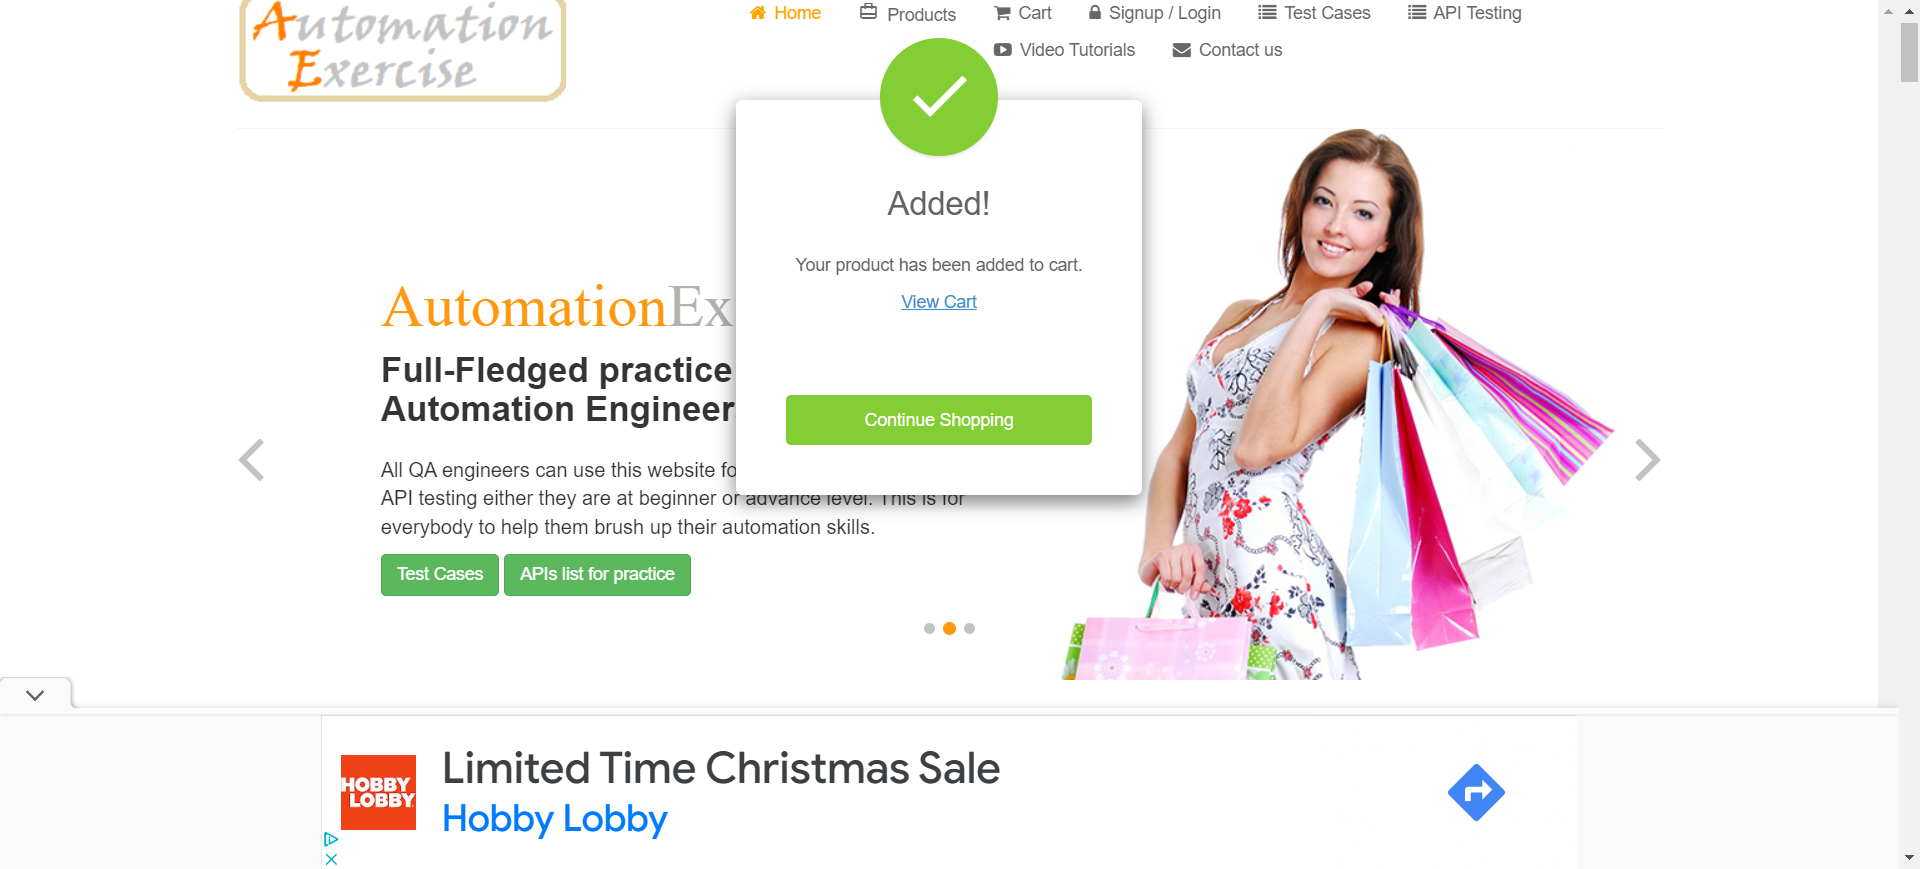 Automation
Exercise
Home
Products
Cart
Signup / Login
Test Cases
API Testing
Video Tutorials
Contact us
Added!
Your product has been added to cart.
View Cart
Continue Shopping
AutomationEx
Full-Fledged practice
Automation Engineer
All QA engineers can use this website fo
API testing either they are at beginner or advance level. This is for
everybody to help them brush up their automation skills.
Test Cases
APIs list for practice
HOBBY
LOBBY
Limited Time Christmas Sale
Hobby Lobby